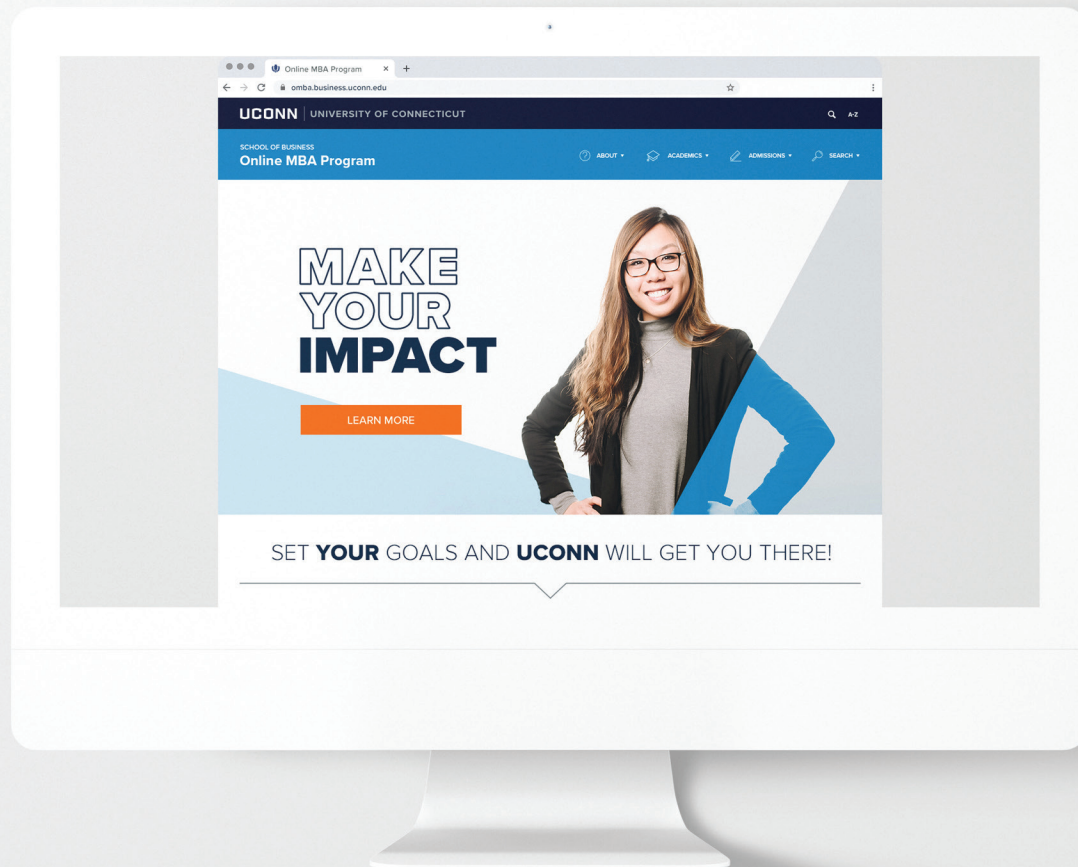 Online MBA Program × +
omba.business.uconn.edu
UCONN | UNIVERSITY OF CONNECTICUT
A-Z
SCHOOL OF BUSINESS
Online MBA Program
ABOUT
ACADEMICS
ADMISSIONS
SEARCH
MAKE
YOUR
IMPACT
LEARN MORE
SET YOUR GOALS AND UCONN WILL GET YOU THERE!